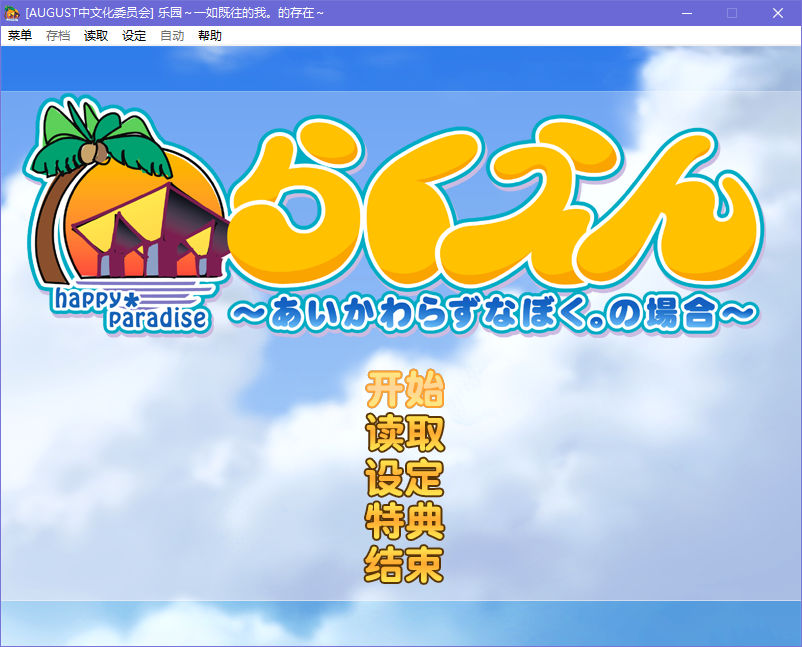 [AUGUST中文化委员会] 乐园～一如既往的我。的存在～
菜单 存档 读取 设定 自动 帮助
らくえん
happy*
paradise
～あいかわらずなぼく。の場合～
开始
读取
设定
特典
结束